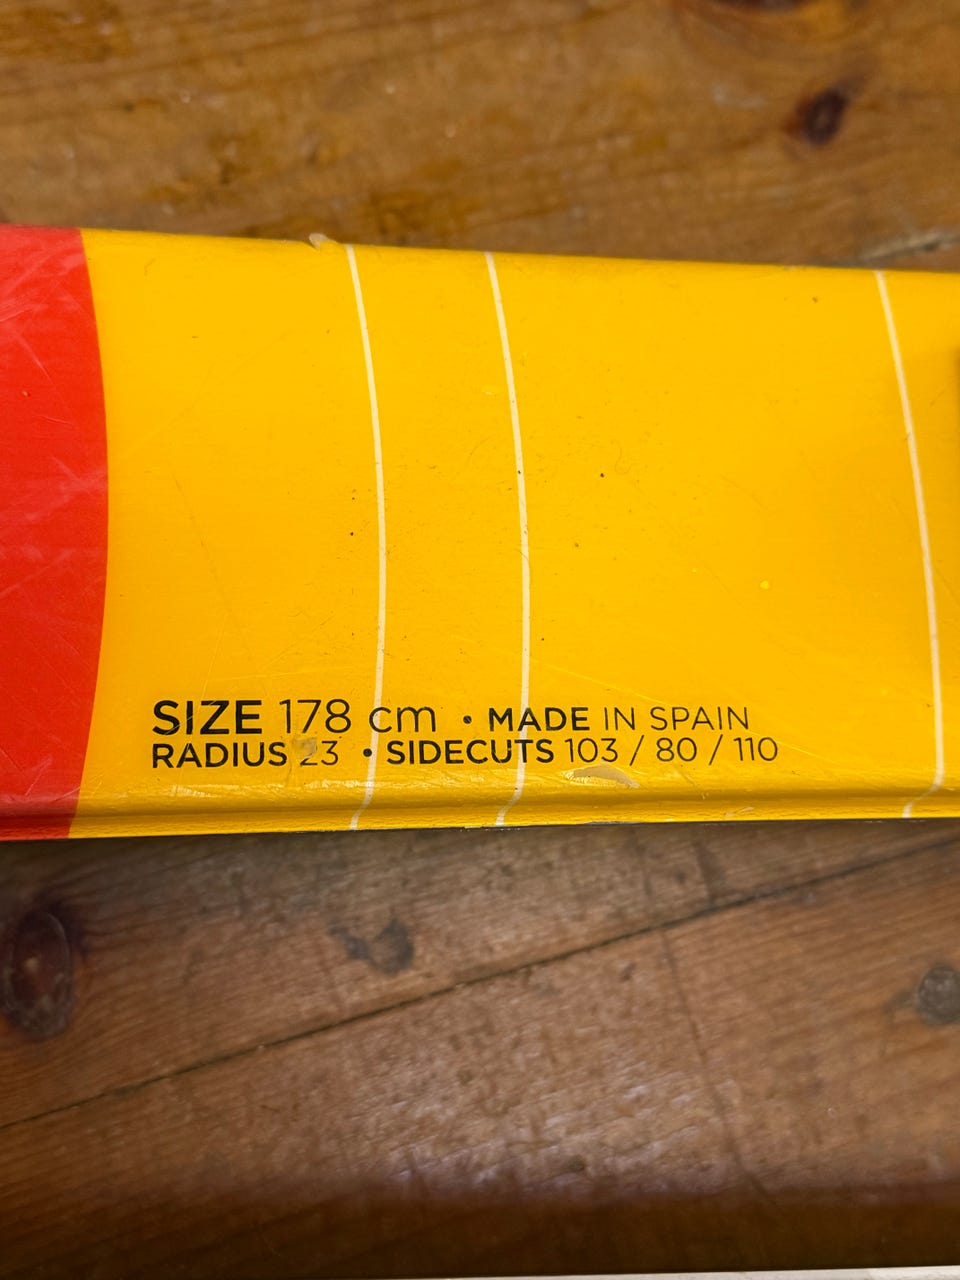 SIZE 178 cm • MADE IN SPAIN
RADIUS 23 • SIDECUTS 103 / 80 / 110